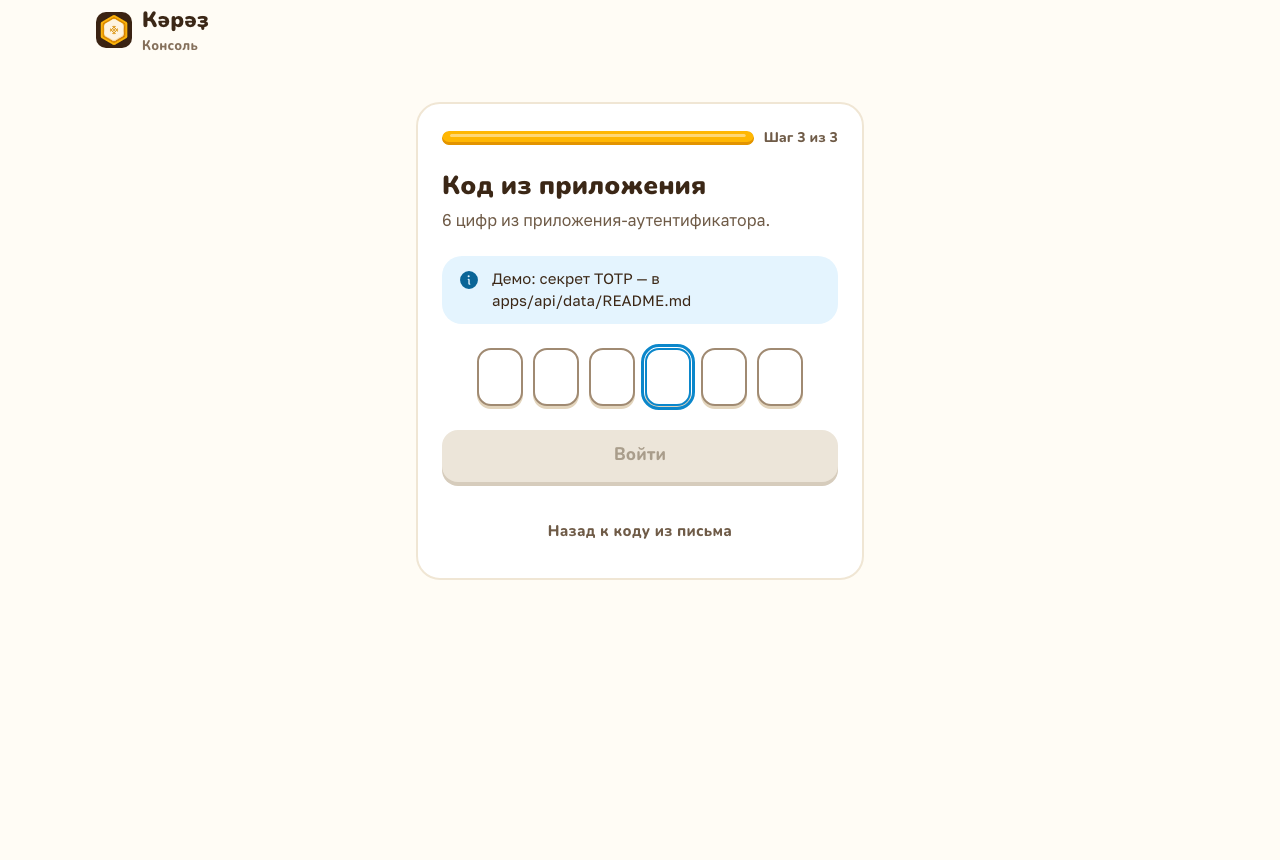 Кәрәҙ
Консоль
Шаг 3 из 3
Код из приложения
6 цифр из приложения-аутентификатора.
Демо: секрет TOTP — в
apps/api/data/README.md
Войти
Назад к коду из письма